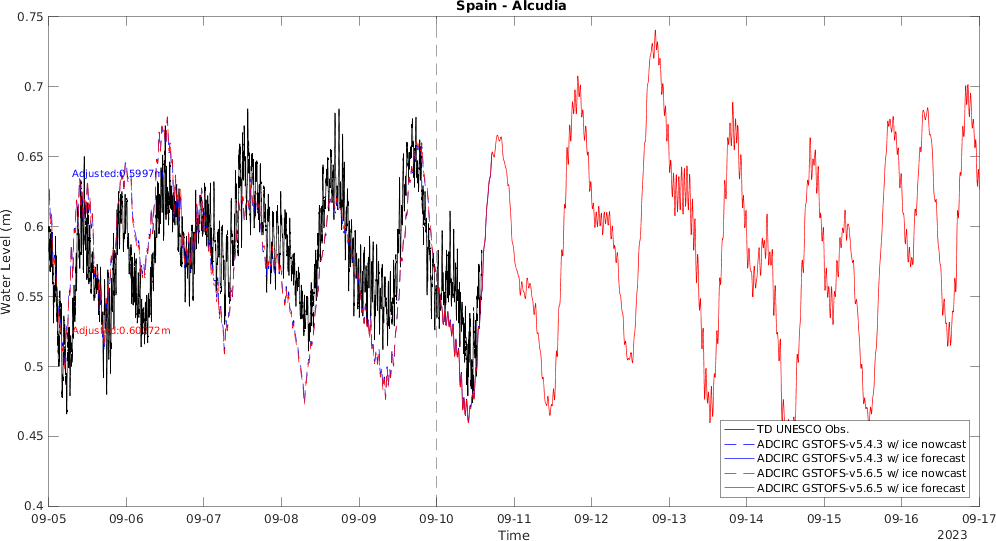 Spain - Alcudia
0.75
0.7
0.65
0.6
0.55
0.5
0.45
0.4
Water Level (m)
Adjusted:0.5997m
TD UNESCO Obs.
ADCIRC GSTOFS-v5.4.3 w/ ice nowcast
ADCIRC GSTOFS-v5.4.3 w/ ice forecast
ADCIRC GSTOFS-v5.6.5 w/ ice nowcast
ADCIRC GSTOFS-v5.6.5 w/ ice forecast
09-05 09-06 09-07 09-08 09-09 09-10 09-11 09-12 09-13 09-14 09-15 09-16 09-17
Time
2023